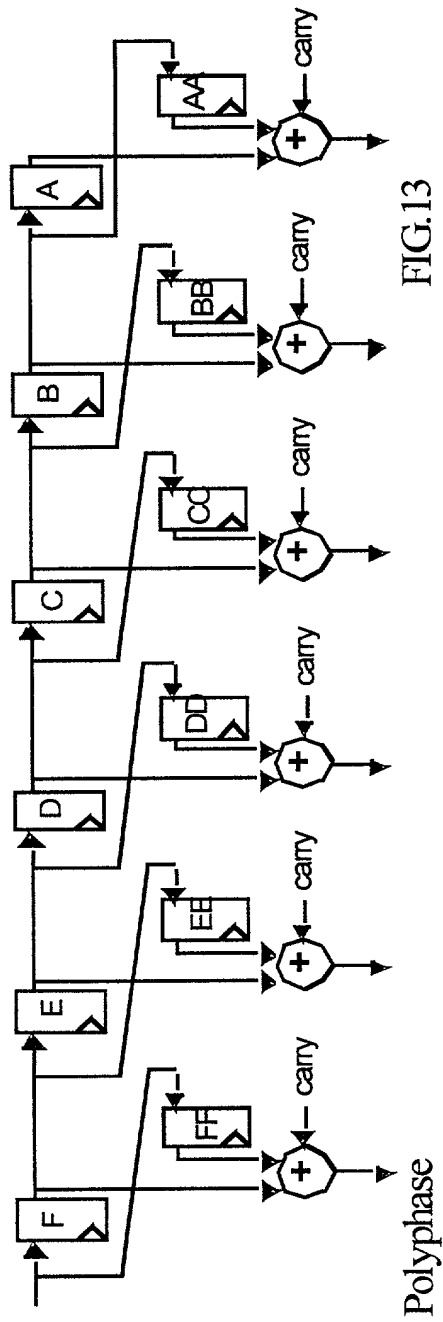 F
E
D
C
B
A
FF
EE
DD
CC
BB
AA
+
+
+
+
+
+
carry
carry
carry
carry
carry
carry
Polyphase
FIG.13